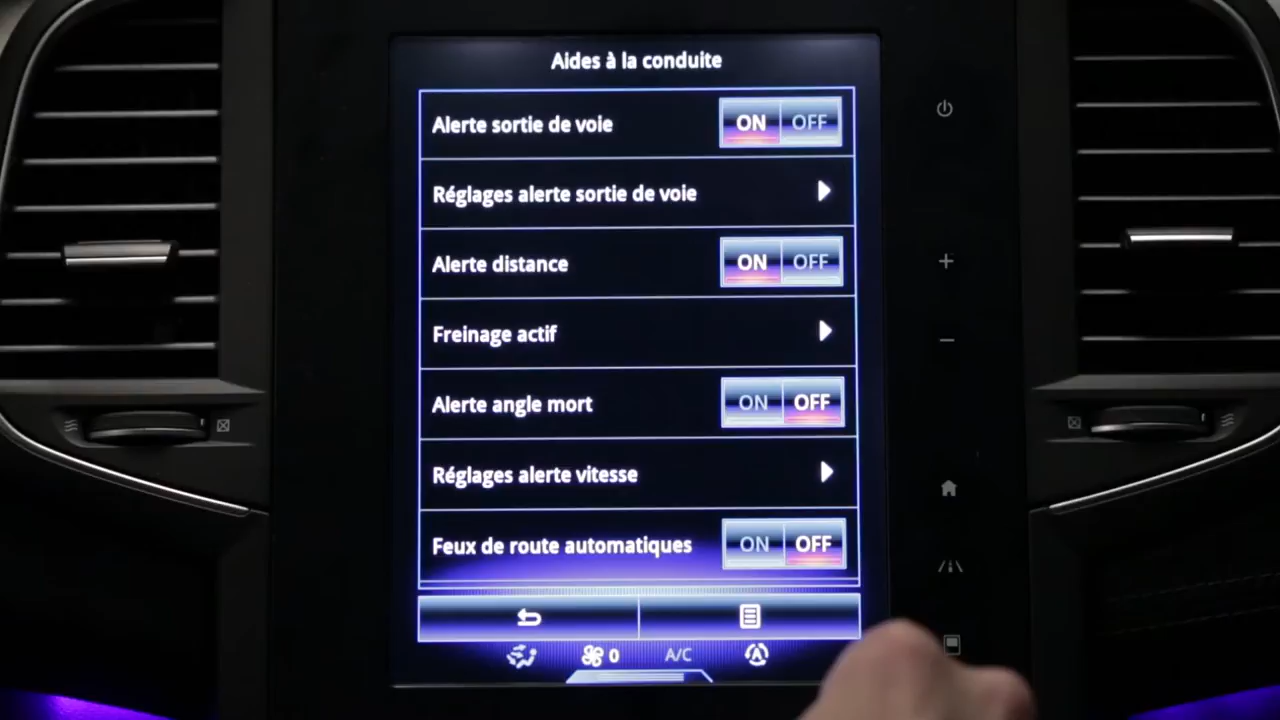 Aides à la conduite
Alerte sortie de voie ON OFF
Réglages alerte sortie de voie
Alerte distance ON OFF
Freinage actif
Alerte angle mort ON OFF
Réglages alerte vitesse
Feux de route automatiques ON OFF
0 A/C A